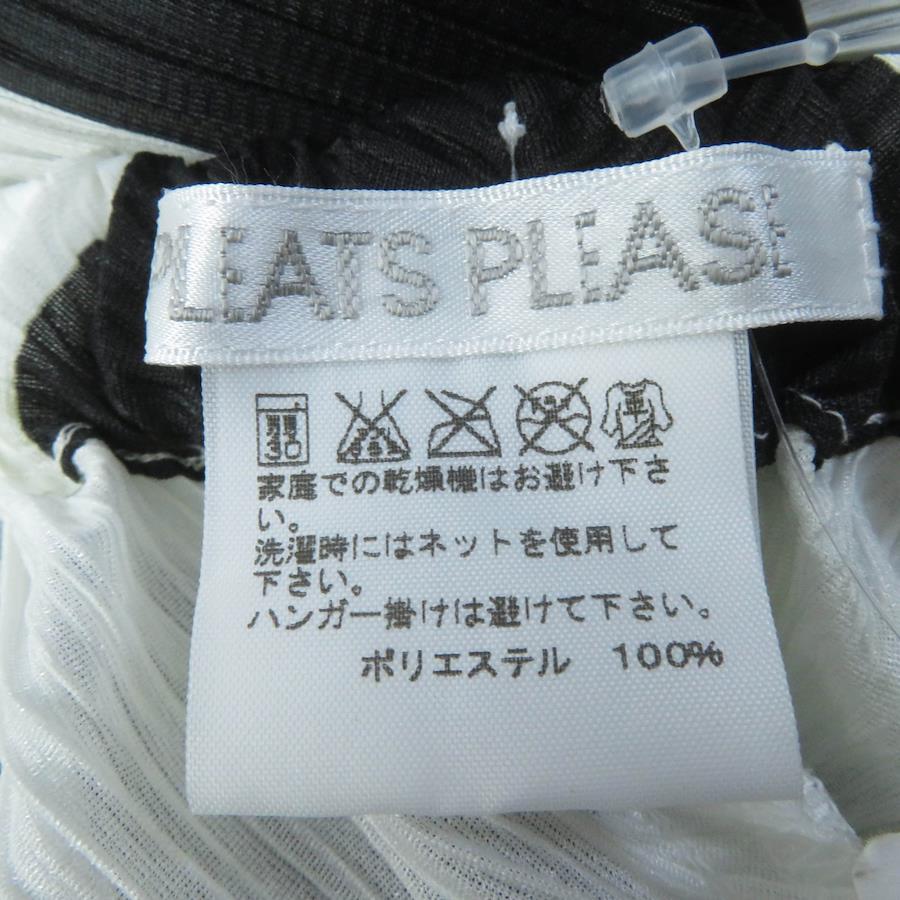 PLEATS PLEASE
30
家庭での乾燥機はお避け下さ
い。
洗濯時にはネットを使用して
下さい。
ハンガー掛けは避けて下さい。
ポリエステル 100%